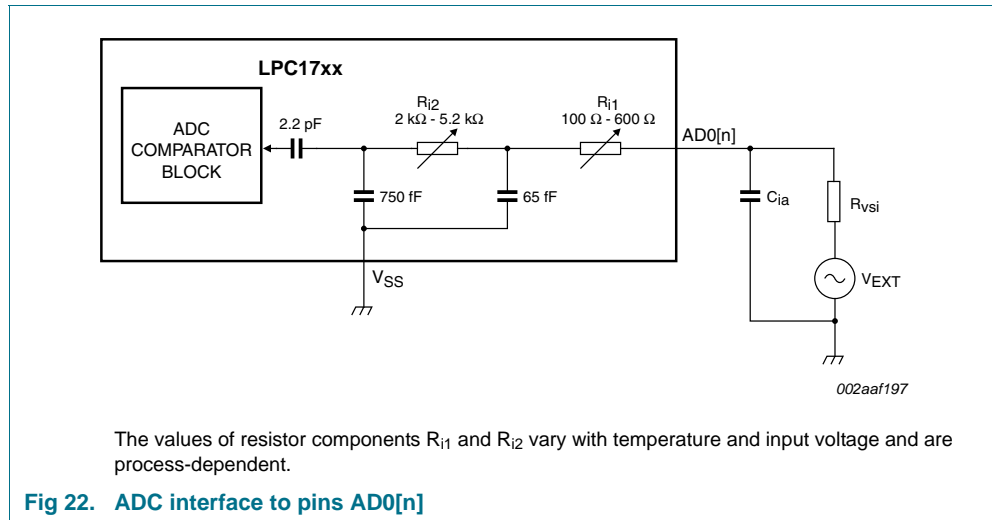 LPC17xx
ADC
COMPARATOR
BLOCK
2.2 pF
Ri2
2 kΩ - 5.2 kΩ
Ri1
100 Ω - 600 Ω
AD0[n]
750 fF
65 fF
Cia
Rvsi
VSS
VEXT
002aaf197
The values of resistor components Ri1 and Ri2 vary with temperature and input voltage and are
process-dependent.
Fig 22. ADC interface to pins AD0[n]